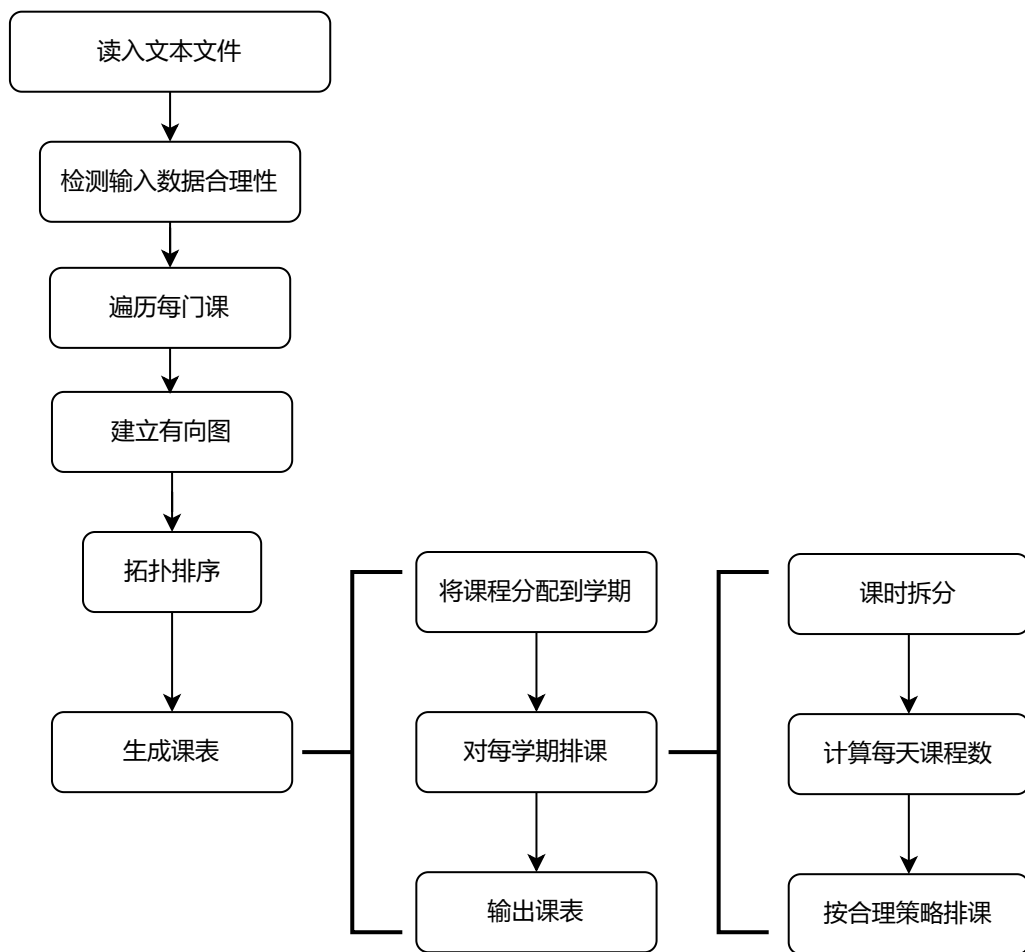 读入文本文件
检测输入数据合理性
遍历每门课
建立有向图
拓扑排序
生成课表
将课程分配到学期
对每学期排课
输出课表
课时拆分
计算每天课程数
按合理策略排课